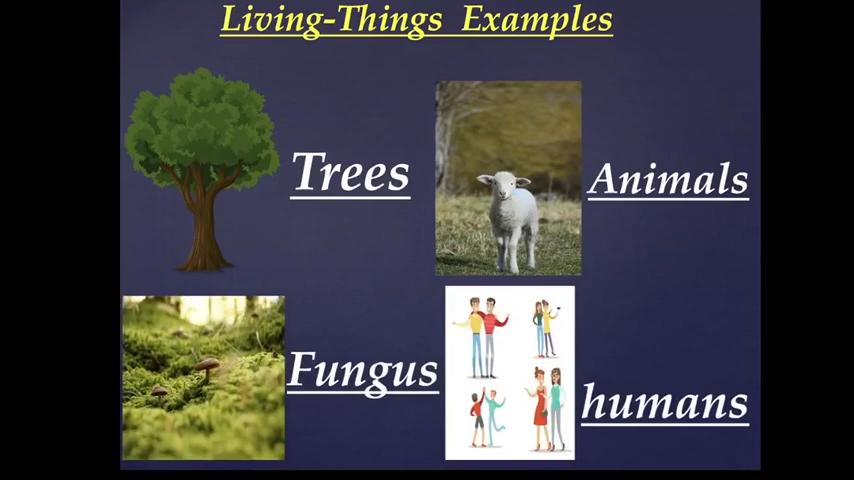 Living-Things Examples
Trees
Animals
Fungus
humans